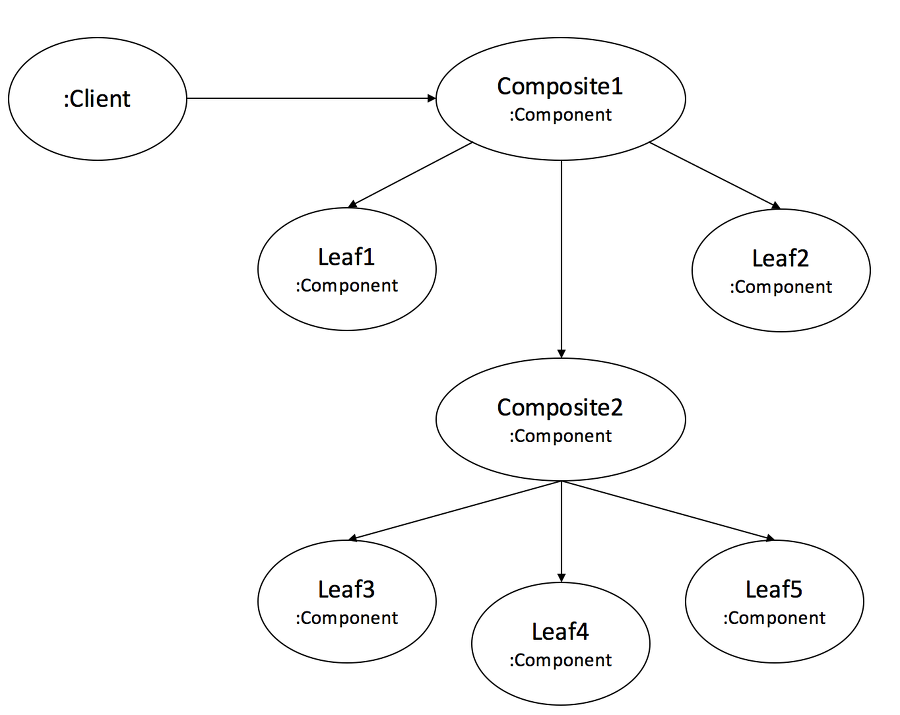 :Client
Composite1
:Component
Leaf1
:Component
Leaf2
:Component
Composite2
:Component
Leaf3
:Component
Leaf4
:Component
Leaf5
:Component